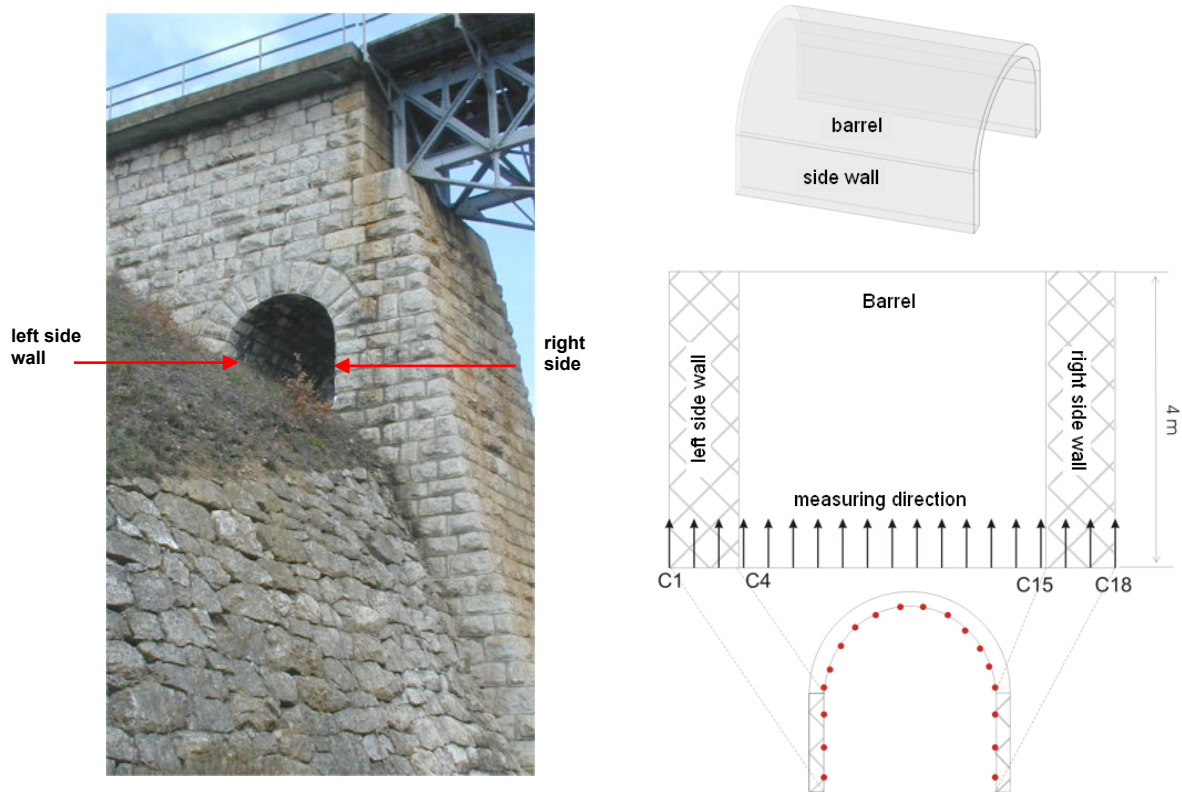 left side
wall
right
side
barrel
side wall
Barrel
left side wall
right side wall
4 m
measuring direction
C1
C4
C15
C18